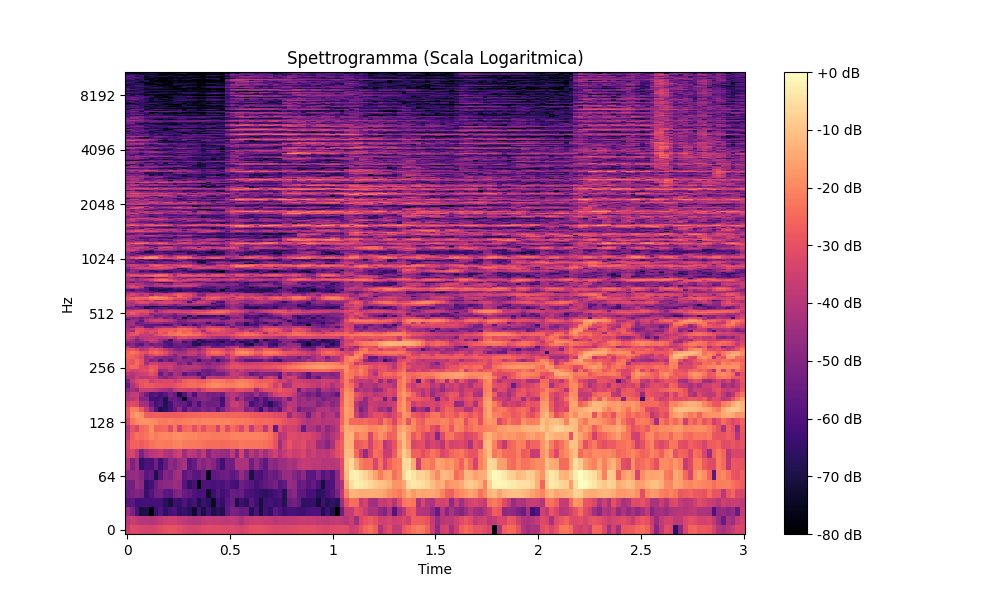 Spettrogramma (Scala Logaritmica)
Hz
8192
4096
2048
1024
512
256
128
64
0
0
0.5
1
1.5
2
2.5
3
Time
+0 dB
-10 dB
-20 dB
-30 dB
-40 dB
-50 dB
-60 dB
-70 dB
-80 dB